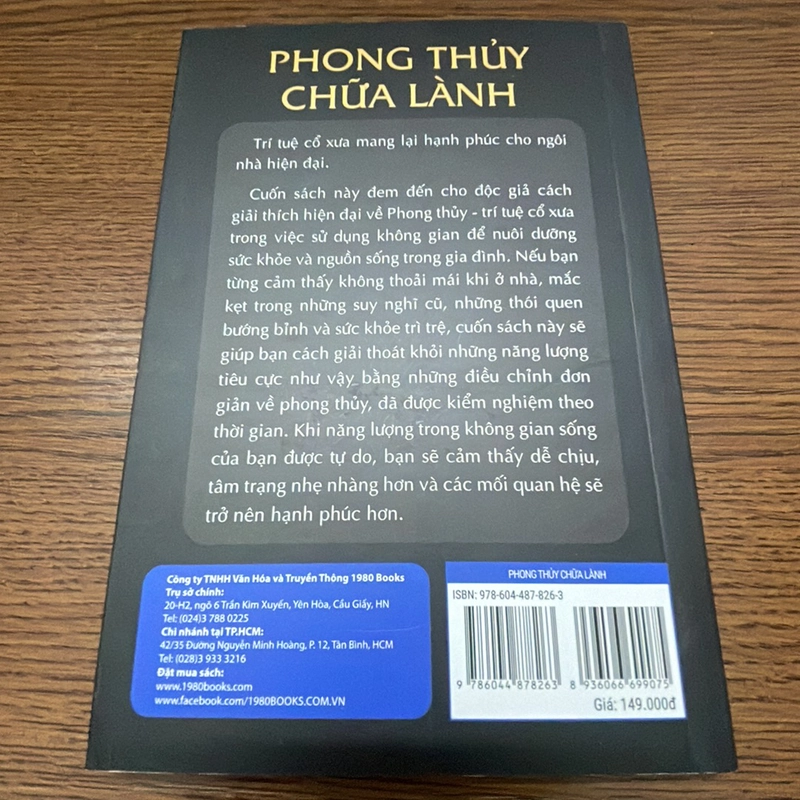 PHONG THỦY
CHỮA LÀNH
Trí tuệ cổ xưa mang lại hạnh phúc cho ngôi
nhà hiện đại.
Cuốn sách này đem đến cho độc giả cách
giải thích hiện đại về Phong thủy - trí tuệ cổ xưa
trong việc sử dụng không gian để nuôi dưỡng
sức khỏe và nguồn sống trong gia đình. Nếu bạn
từng cảm thấy không thoải mái khi ở nhà, mắc
kẹt trong những suy nghĩ cũ, những thói quen
bướng bỉnh và sức khỏe trì trệ, cuốn sách này sẽ
giúp bạn cách giải thoát khỏi những năng lượng
tiêu cực như vậy bằng những điều chỉnh đơn
giản về phong thủy, đã được kiểm nghiệm theo
thời gian. Khi năng lượng trong không gian sống
của bạn được tự do, bạn sẽ cảm thấy dễ chịu,
tâm trạng nhẹ nhàng hơn và các mối quan hệ sẽ
trở nên hạnh phúc hơn.
Công ty TNHH Văn Hóa và Truyền Thông 1980 Books
Trụ sở chính:
20-H2, ngõ 6 Trần Kim Xuyến, Yên Hòa, Cầu Giấy, HN
Tel: (024)3 788 0225
Chi nhánh tại TP.HCM:
42/35 Đường Nguyễn Minh Hoàng, P. 12, Tân Bình, HCM
Tel: (028)3 933 3216
Đặt mua sách:
www.1980books.com
www.facebook.com/1980BOOKS.COM.VN
PHONG THỦY CHỮA LÀNH
ISBN: 978-604-487-826-3
9 786044 878263
8 936066 699075
Giá: 149.000đ